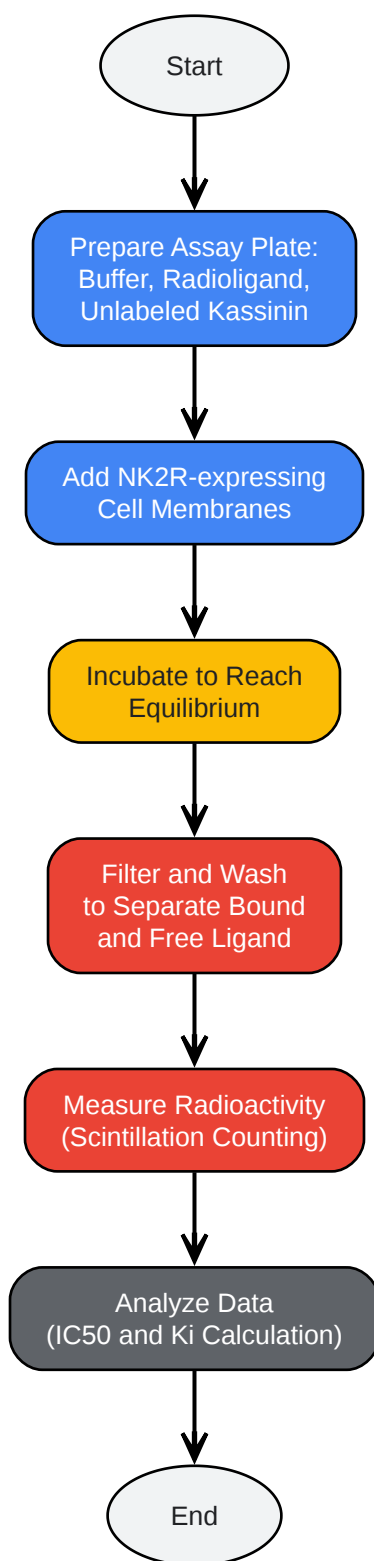 Start
Prepare Assay Plate:
Buffer, Radioligand,
Unlabeled Kassinin
Add NK2R-expressing
Cell Membranes
Incubate to Reach
Equilibrium
Filter and Wash
to Separate Bound
and Free Ligand
Measure Radioactivity
(Scintillation Counting)
Analyze Data
(IC50 and Ki Calculation)
End